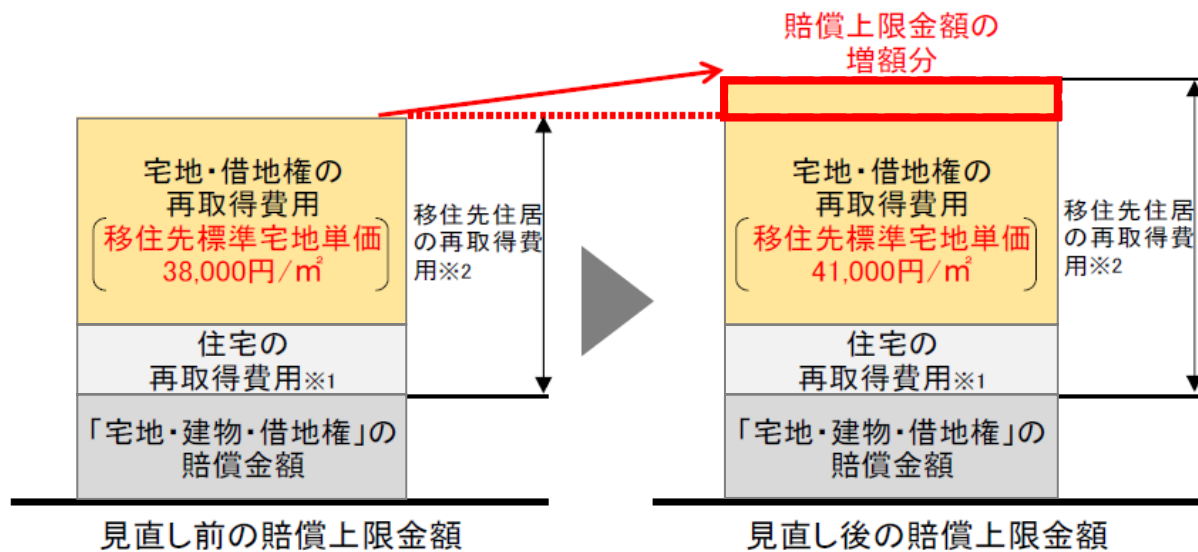 賠償上限金額の
増額分
宅地・借地権の
再取得費用
移住先標準宅地単価
38,000円/㎡
移住先住居
の再取得費
用※2
住宅の
再取得費用※1
「宅地・建物・借地権」の
賠償金額
見直し前の賠償上限金額
宅地・借地権の
再取得費用
移住先標準宅地単価
41,000円/㎡
移住先住居
の再取得費
用※2
住宅の
再取得費用※1
「宅地・建物・借地権」の
賠償金額
見直し後の賠償上限金額